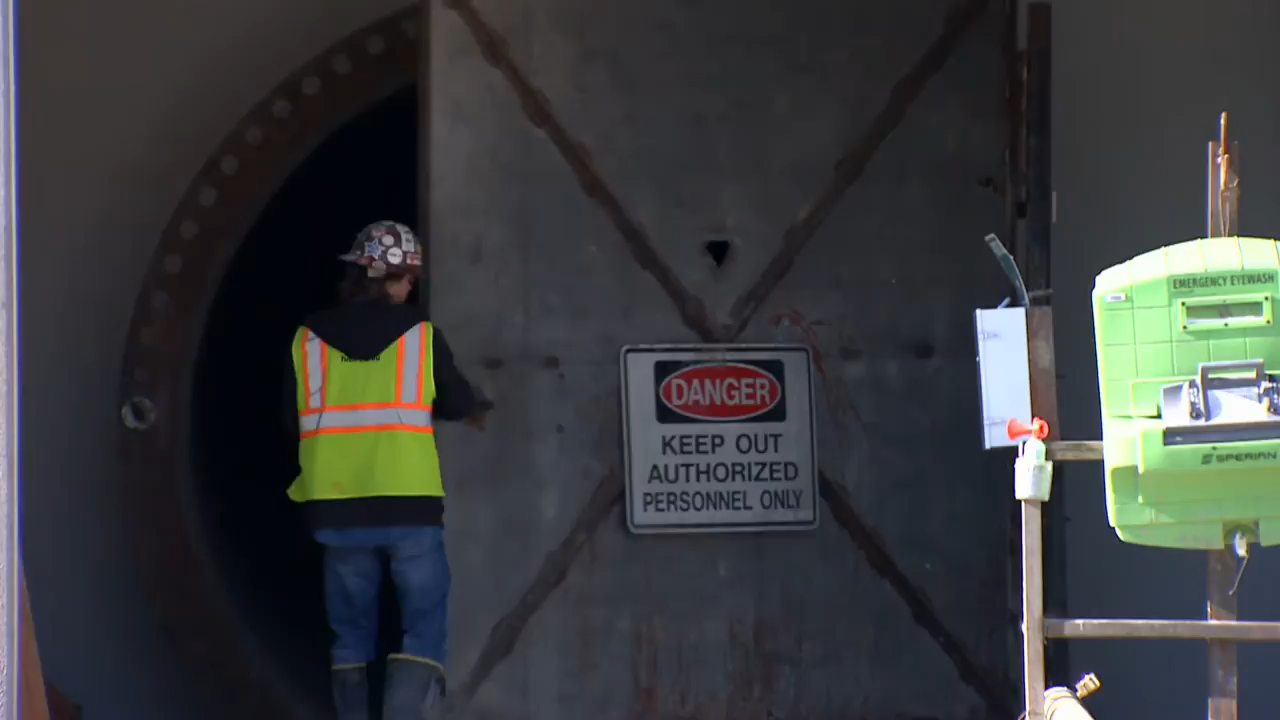 DANGER
KEEP OUT
AUTHORIZED
PERSONNEL ONLY
EMERGENCY EYEWASH
SPERIAN